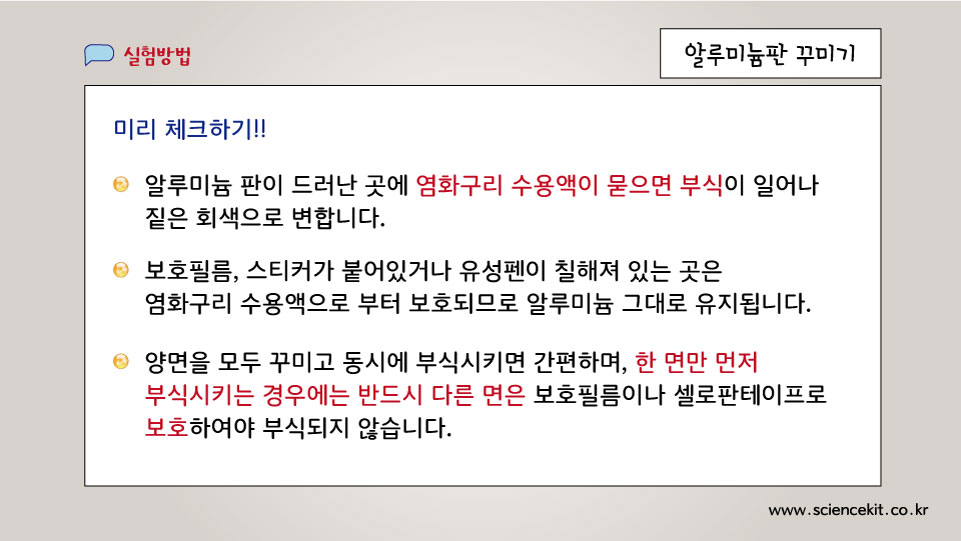 실험방법
알루미늄판 꾸미기
미리 체크하기!!
알루미늄 판이 드러난 곳에 염화구리 수용액이 묻으면 부식이 일어나
짙은 회색으로 변합니다.
보호필름, 스티커가 붙어있거나 유성펜이 칠해져 있는 곳은
염화구리 수용액으로 부터 보호되므로 알루미늄 그대로 유지됩니다.
양면을 모두 꾸미고 동시에 부식시키면 간편하며, 한 면만 먼저
부식시키는 경우에는 반드시 다른 면은 보호필름이나 셀로판테이프로
보호하여야 부식되지 않습니다.
www.sciencekit.co.kr